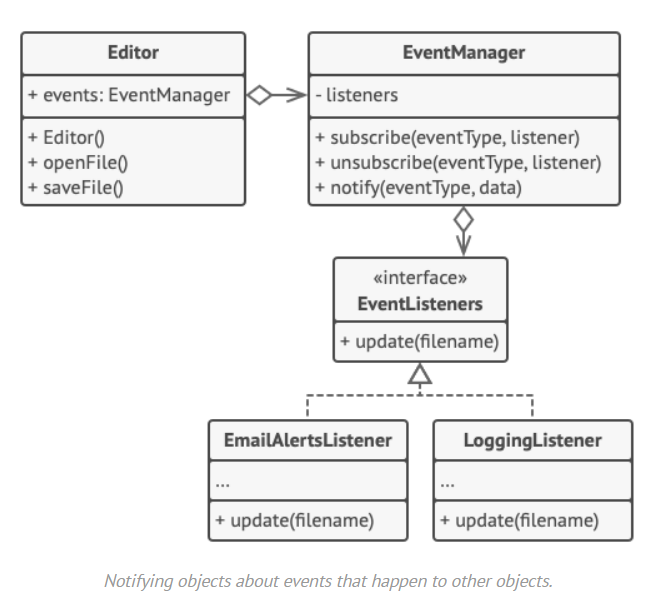 Editor
+ events: EventManager
+ Editor()
+ openFile()
+ saveFile()
EventManager
- listeners
+ subscribe(eventType, listener)
+ unsubscribe(eventType, listener)
+ notify(eventType, data)
«interface»
EventListeners
+ update(filename)
EmailAlertsListener
...
+ update(filename)
LoggingListener
...
+ update(filename)
Notifying objects about events that happen to other objects.